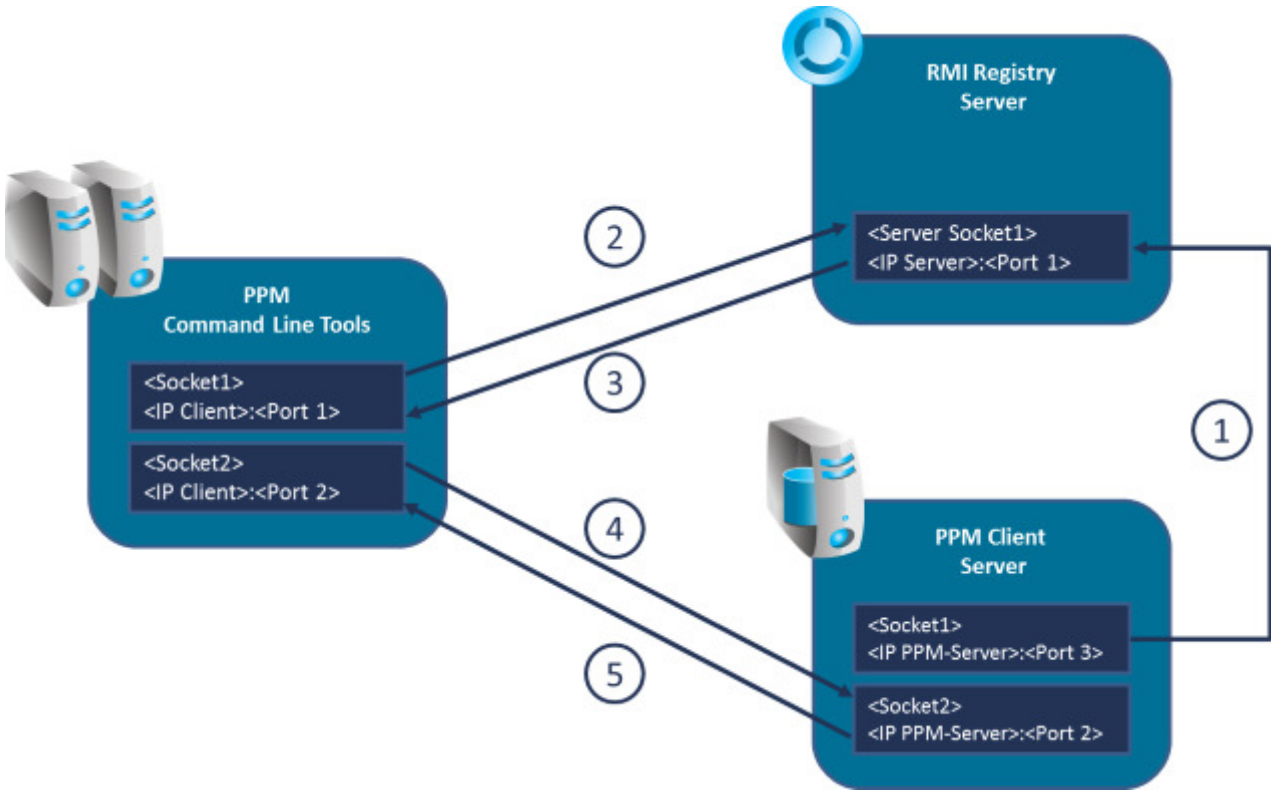 RMI Registry
Server
<Server Socket1>
<IP Server>:<Port 1>
2
PPM
Command Line Tools
<Socket1>
<IP Client>:<Port 1>
3
<Socket2>
<IP Client>:<Port 2>
1
4
PPM Client
Server
<Socket1>
<IP PPM-Server>:<Port 3>
5
<Socket2>
<IP PPM-Server>:<Port 2>